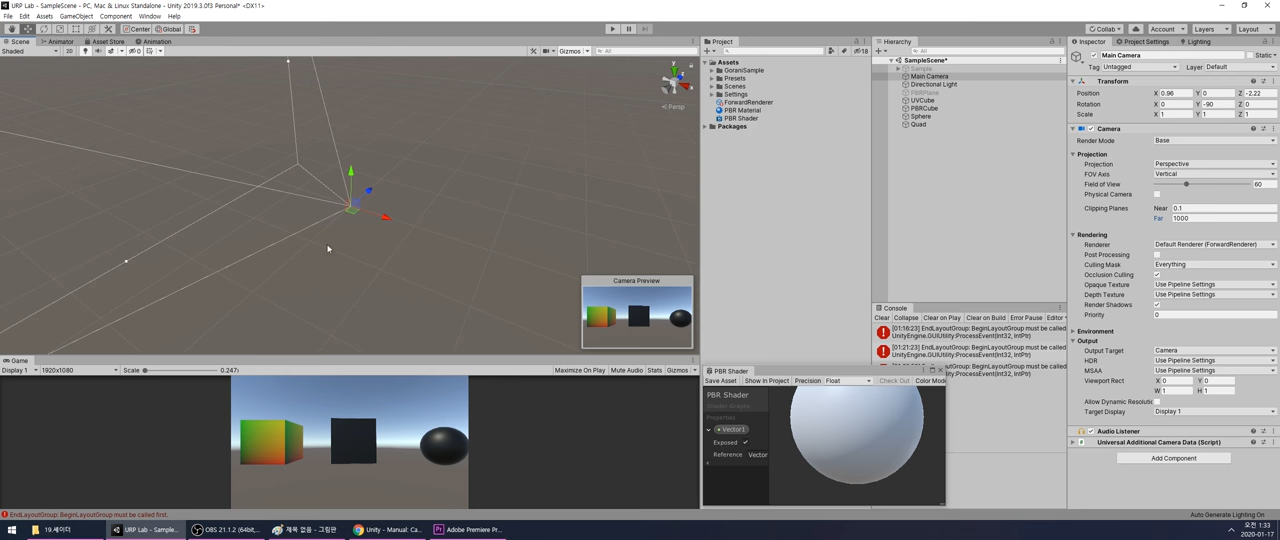 URP Lab - SampleScene - PC, Mac & Linux Standalone - Unity 2019.3.0f3 Personal* <DX11>
File Edit Assets GameObject Component Window Help
Center Global
Collab Account Layers Layout
Scene Animator Asset Store Animation
Shaded 2D 0 Gizmos All
y
x
Persp
Camera Preview
Game
Display 1 1920x1080 Scale 0.247x Maximize On Play Mute Audio Stats Gizmos
Project
18
Assets
GoraniSample
Presets
Scenes
Settings
ForwardRenderer
PBR Material
PBR Shader
Packages
Hierarchy
All
SampleScene*
Sample
Main Camera
Directional Light
PBRPlane
UVCube
PBRCube
Sphere
Quad
Console
Clear Collapse Clear on Play Clear on Build Error Pause Editor
[01:16:23] EndLayoutGroup: BeginLayoutGroup must be called
UnityEngine.GUIUtility:ProcessEvent(Int32, IntPtr)
[01:21:23] EndLayoutGroup: BeginLayoutGroup must be called
UnityEngine.GUIUtility:ProcessEvent(Int32, IntPtr)
PBR Shader
Save Asset Show In Project Precision Float Check Out Color Mode
PBR Shader
Shader Graphs
Properties
Vector1
Exposed
Reference Vector
Inspector Project Settings Lighting
Main Camera Static
Tag Untagged Layer Default
Transform
Position X 0.96 Y 0 Z -2.22
Rotation X 0 Y -90 Z 0
Scale X 1 Y 1 Z 1
Camera
Render Mode Base
Projection
Projection Perspective
FOV Axis Vertical
Field of View 60
Physical Camera
Clipping Planes Near 0.1
Far 1000
Rendering
Renderer Default Renderer (ForwardRenderer)
Post Processing
Culling Mask Everything
Occlusion Culling
Opaque Texture Use Pipeline Settings
Depth Texture Use Pipeline Settings
Render Shadows
Priority 0
Environment
Output
Output Target Camera
HDR Use Pipeline Settings
MSAA Use Pipeline Settings
Viewport Rect X 0 Y 0
W 1 H 1
Allow Dynamic Resolutic
Target Display Display 1
Audio Listener
Universal Additional Camera Data (Script)
Add Component
EndLayoutGroup: BeginLayoutGroup must be called first.
Auto Generate Lighting On
19.셰이더 URP Lab - Sample... OBS 21.1.2 (64bit,... 제목 없음 - 그림판 Unity - Manual: Ca... Adobe Premiere Pr...
오전 1:33
2020-01-17